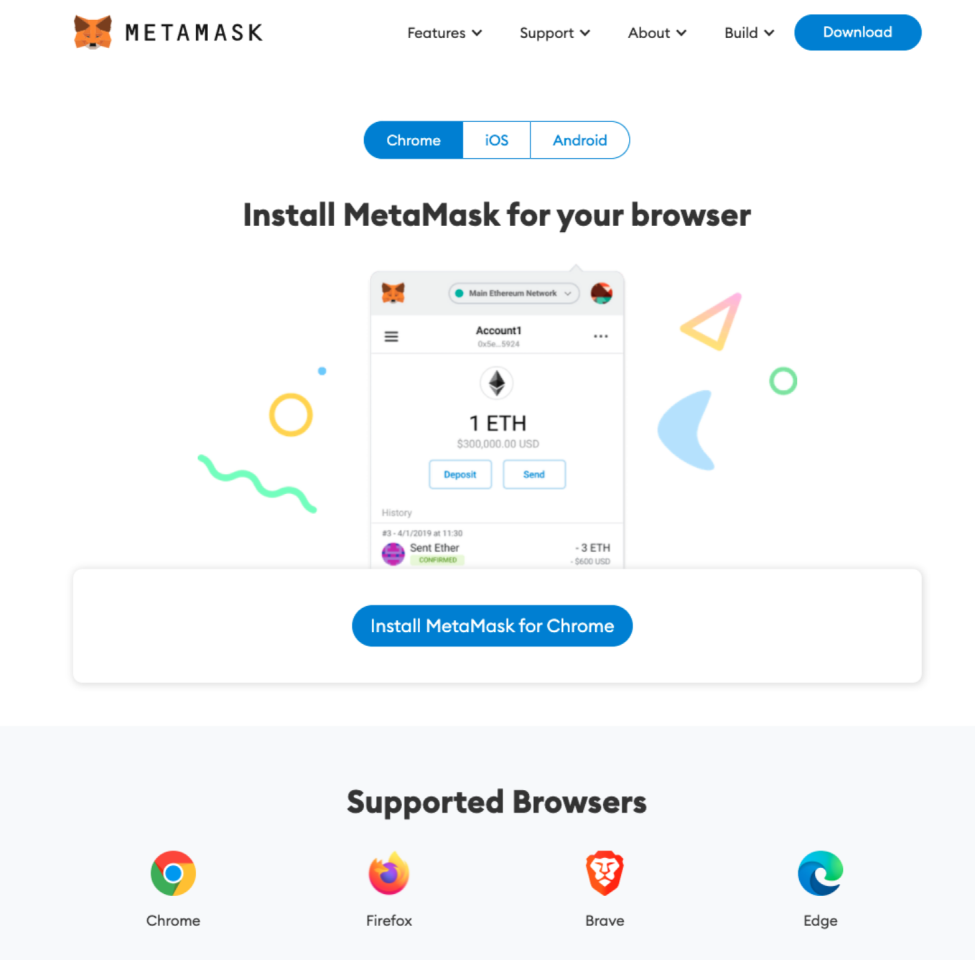 METAMASK
Features Support About Build Download
Chrome iOS Android
Install MetaMask for your browser
Main Ethereum Network
Account1
0x5e...5924
1 ETH
$300,000.00 USD
Deposit Send
History
#3 - 4/1/2019 at 11:30
Sent Ether - 3 ETH
CONFIRMED - $600 USD
Install MetaMask for Chrome
Supported Browsers
Chrome Firefox Brave Edge